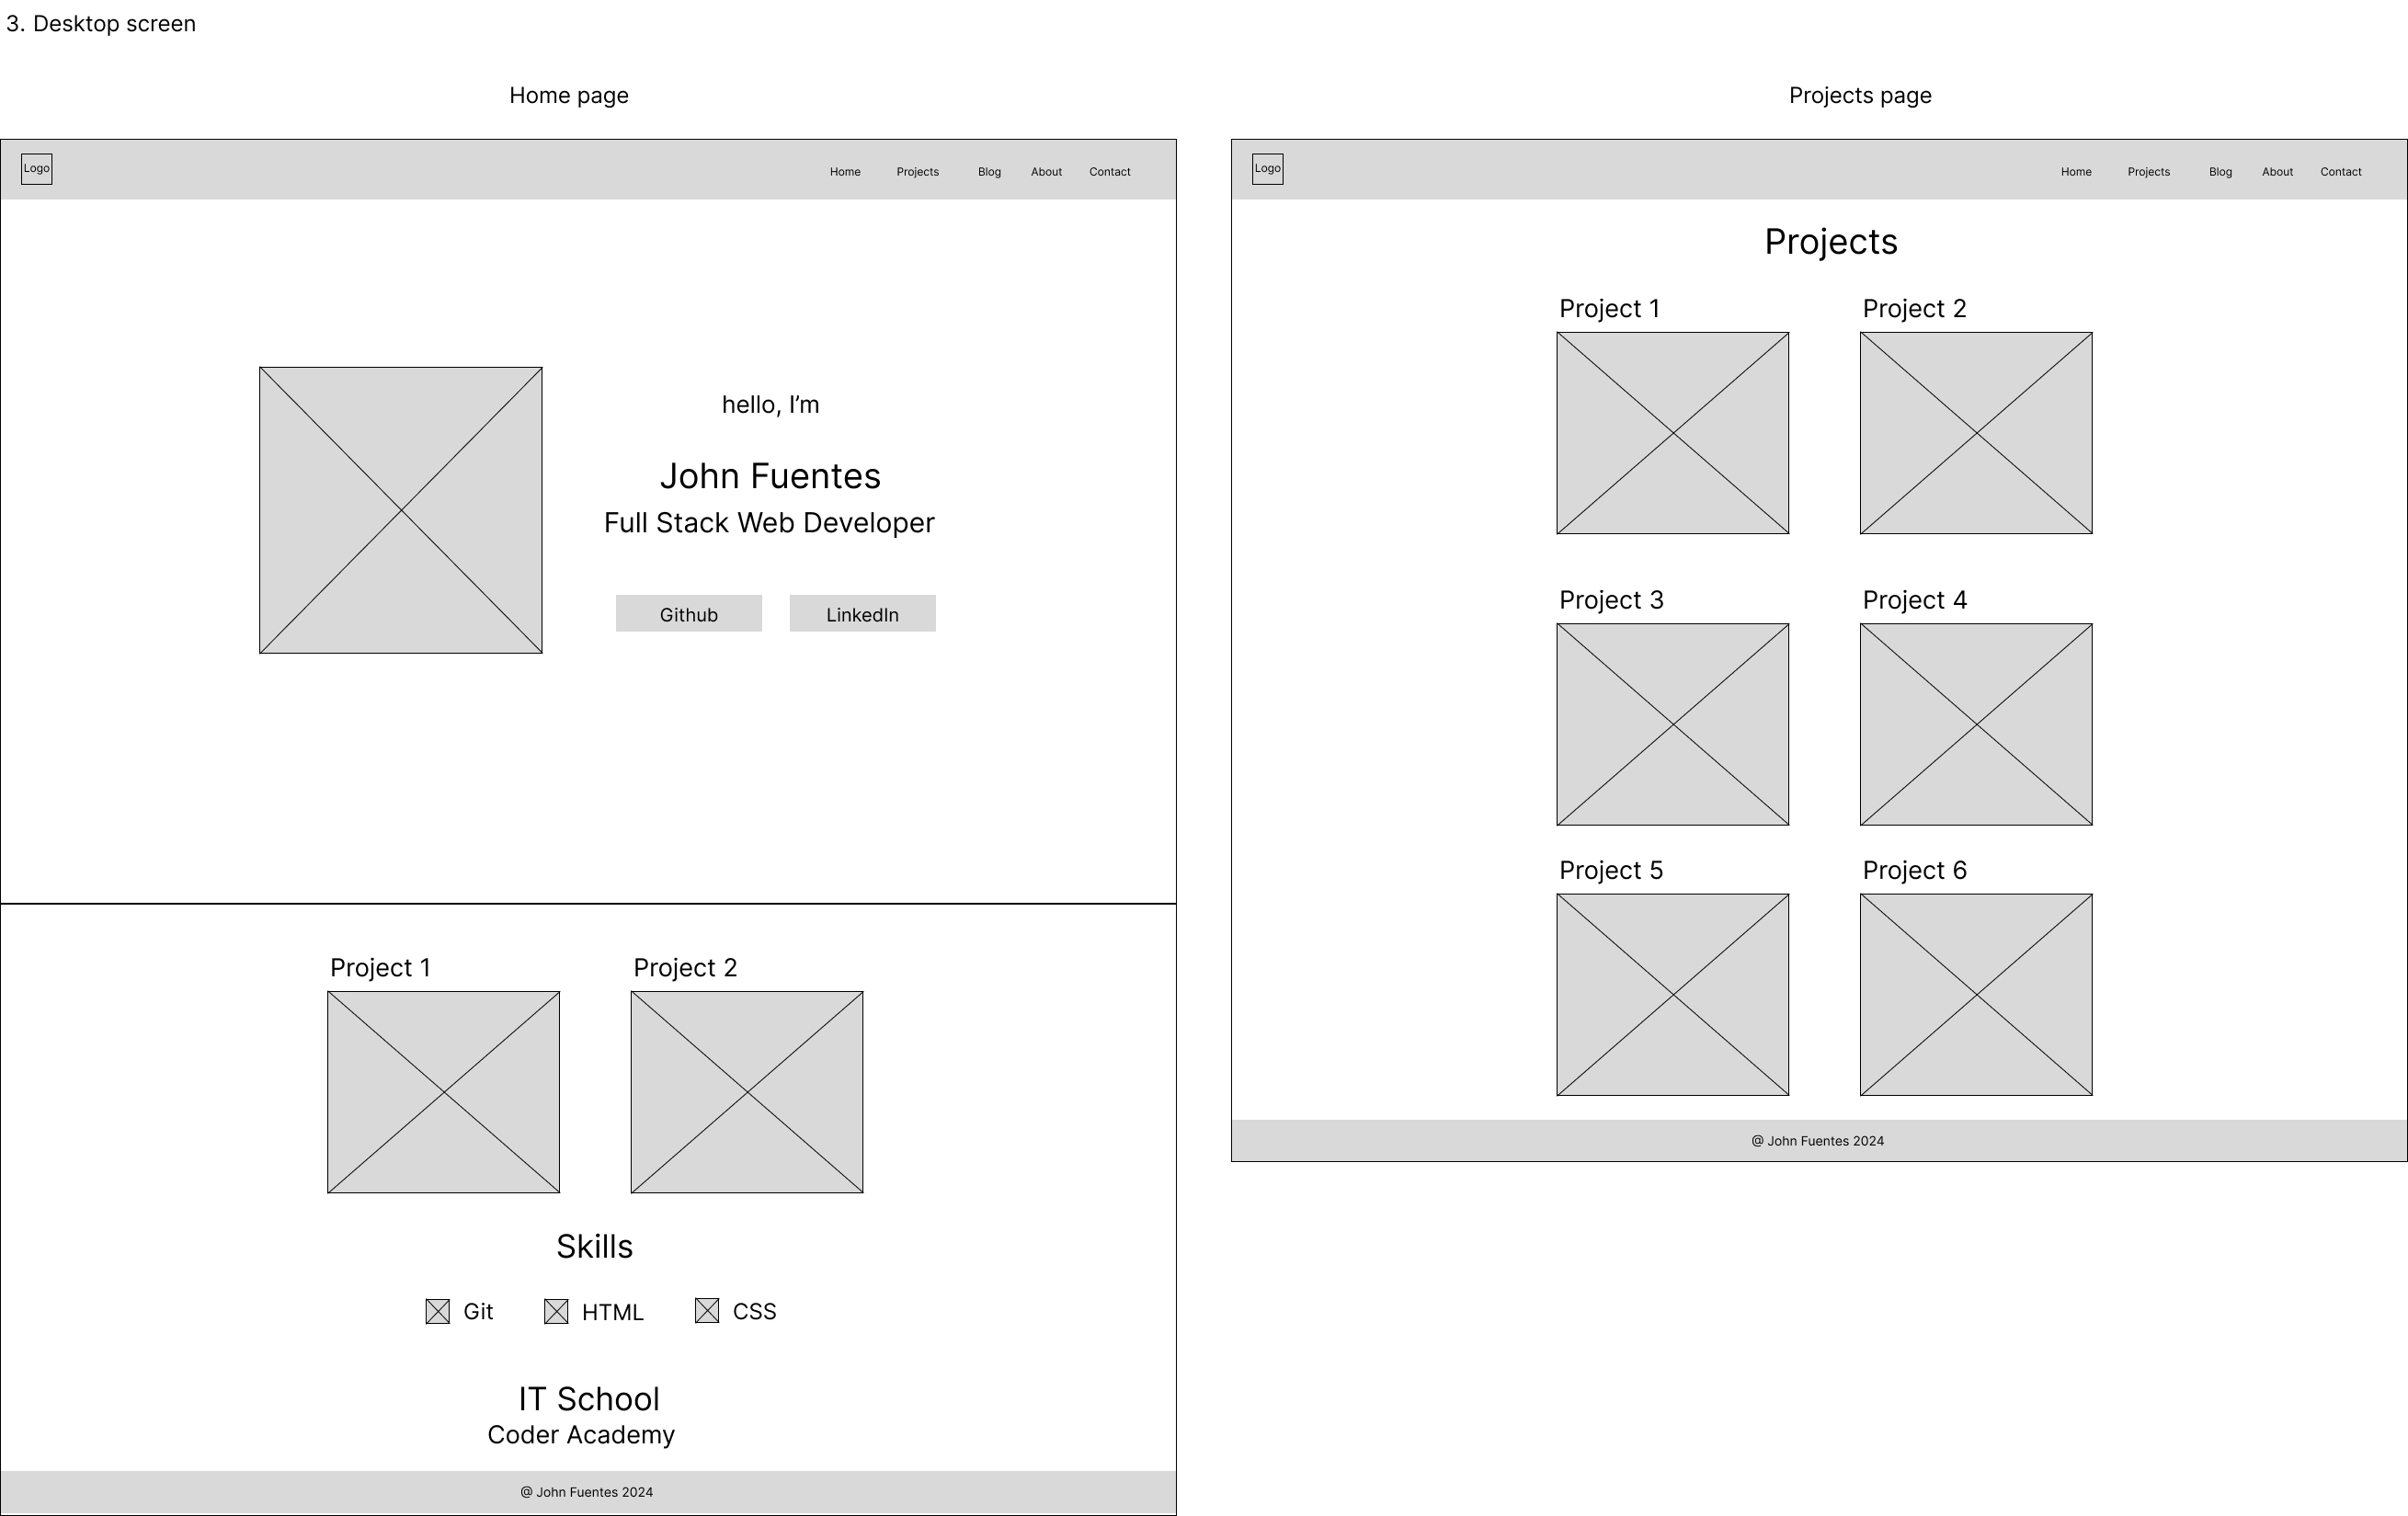 3. Desktop screen
Home page
Logo
Home Projects Blog About Contact
hello, I’m
John Fuentes
Full Stack Web Developer
Github LinkedIn
Project 1 Project 2
Skills
Git HTML CSS
IT School
Coder Academy
@ John Fuentes 2024
Projects page
Logo
Home Projects Blog About Contact
Projects
Project 1 Project 2
Project 3 Project 4
Project 5 Project 6
@ John Fuentes 2024